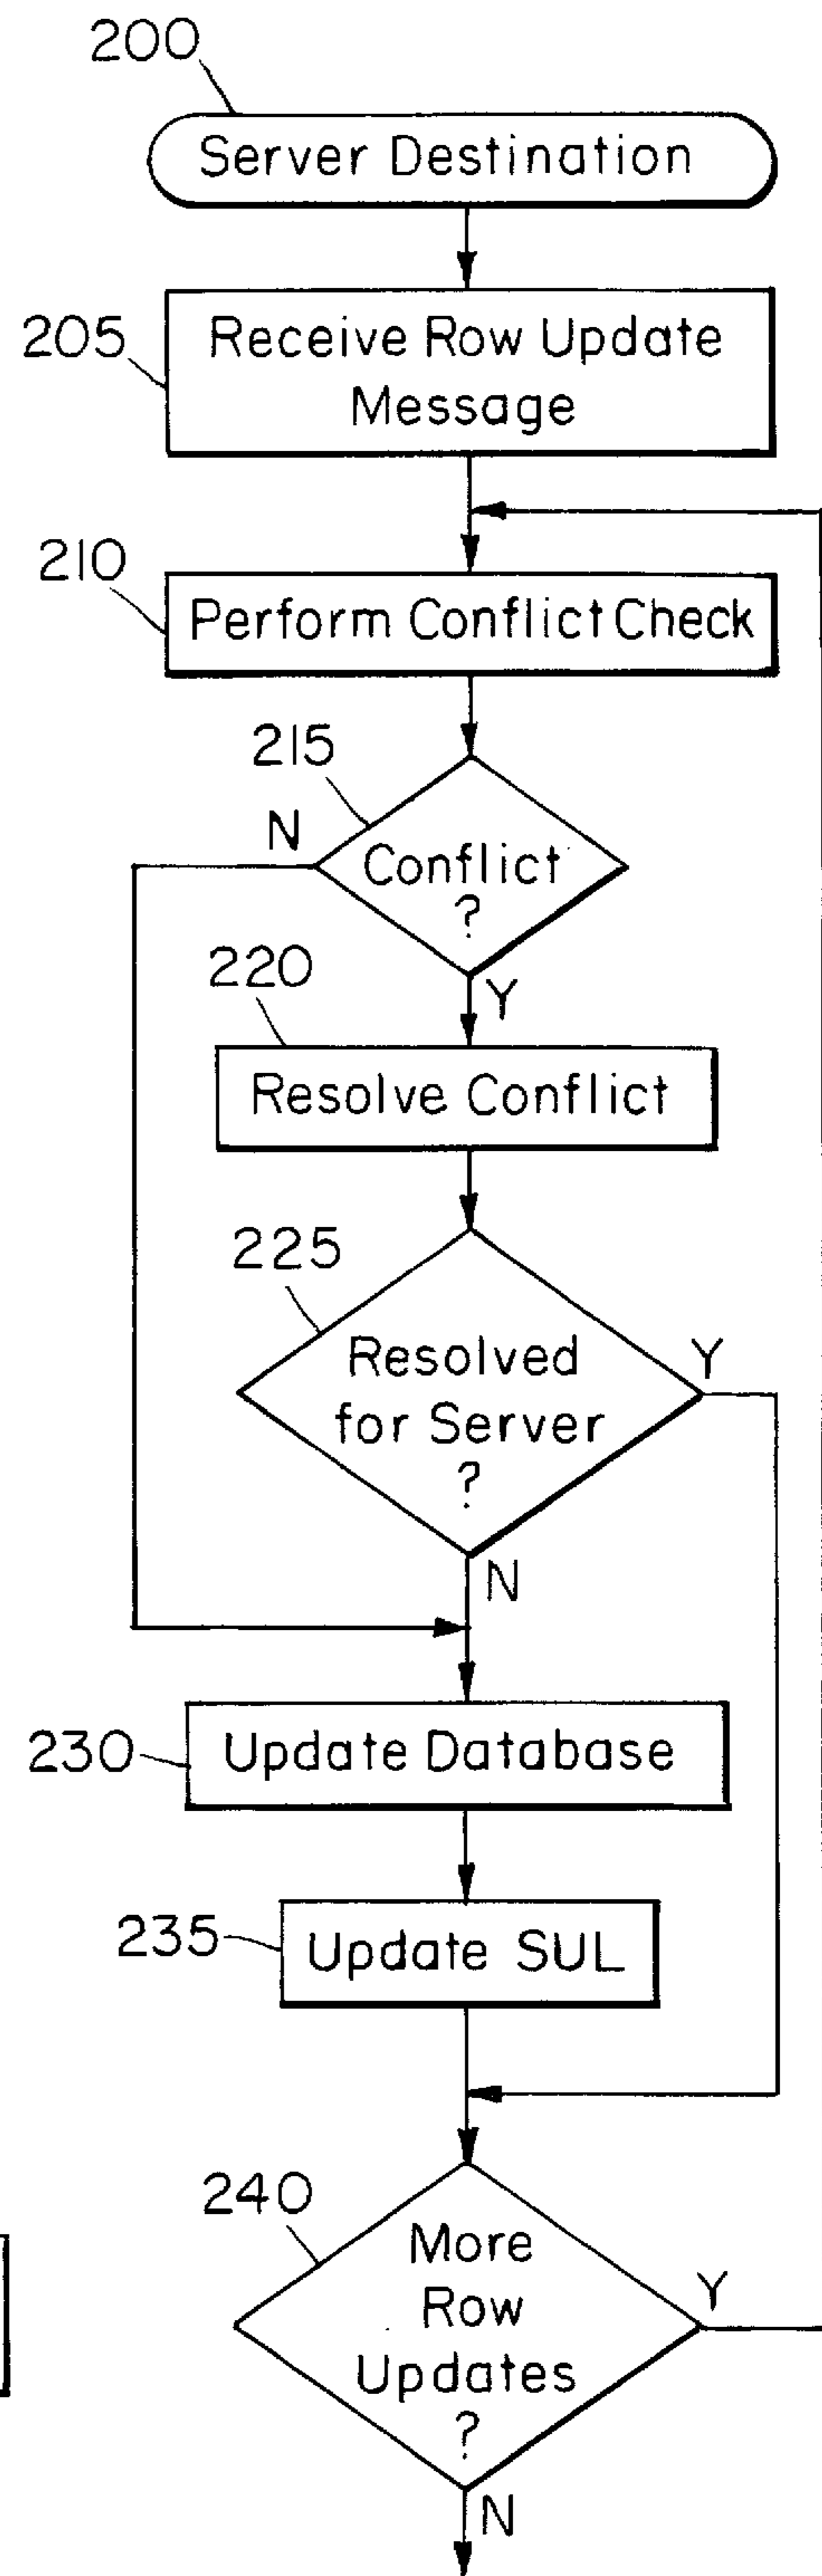 200
Server Destination
205
Receive Row Update
Message
210
Perform Conflict Check
215
N
Conflict
?
Y
220
Resolve Conflict
225
Resolved
for Server
?
Y
N
230
Update Database
235
Update SUL
240
More
Row
Updates
?
Y
N